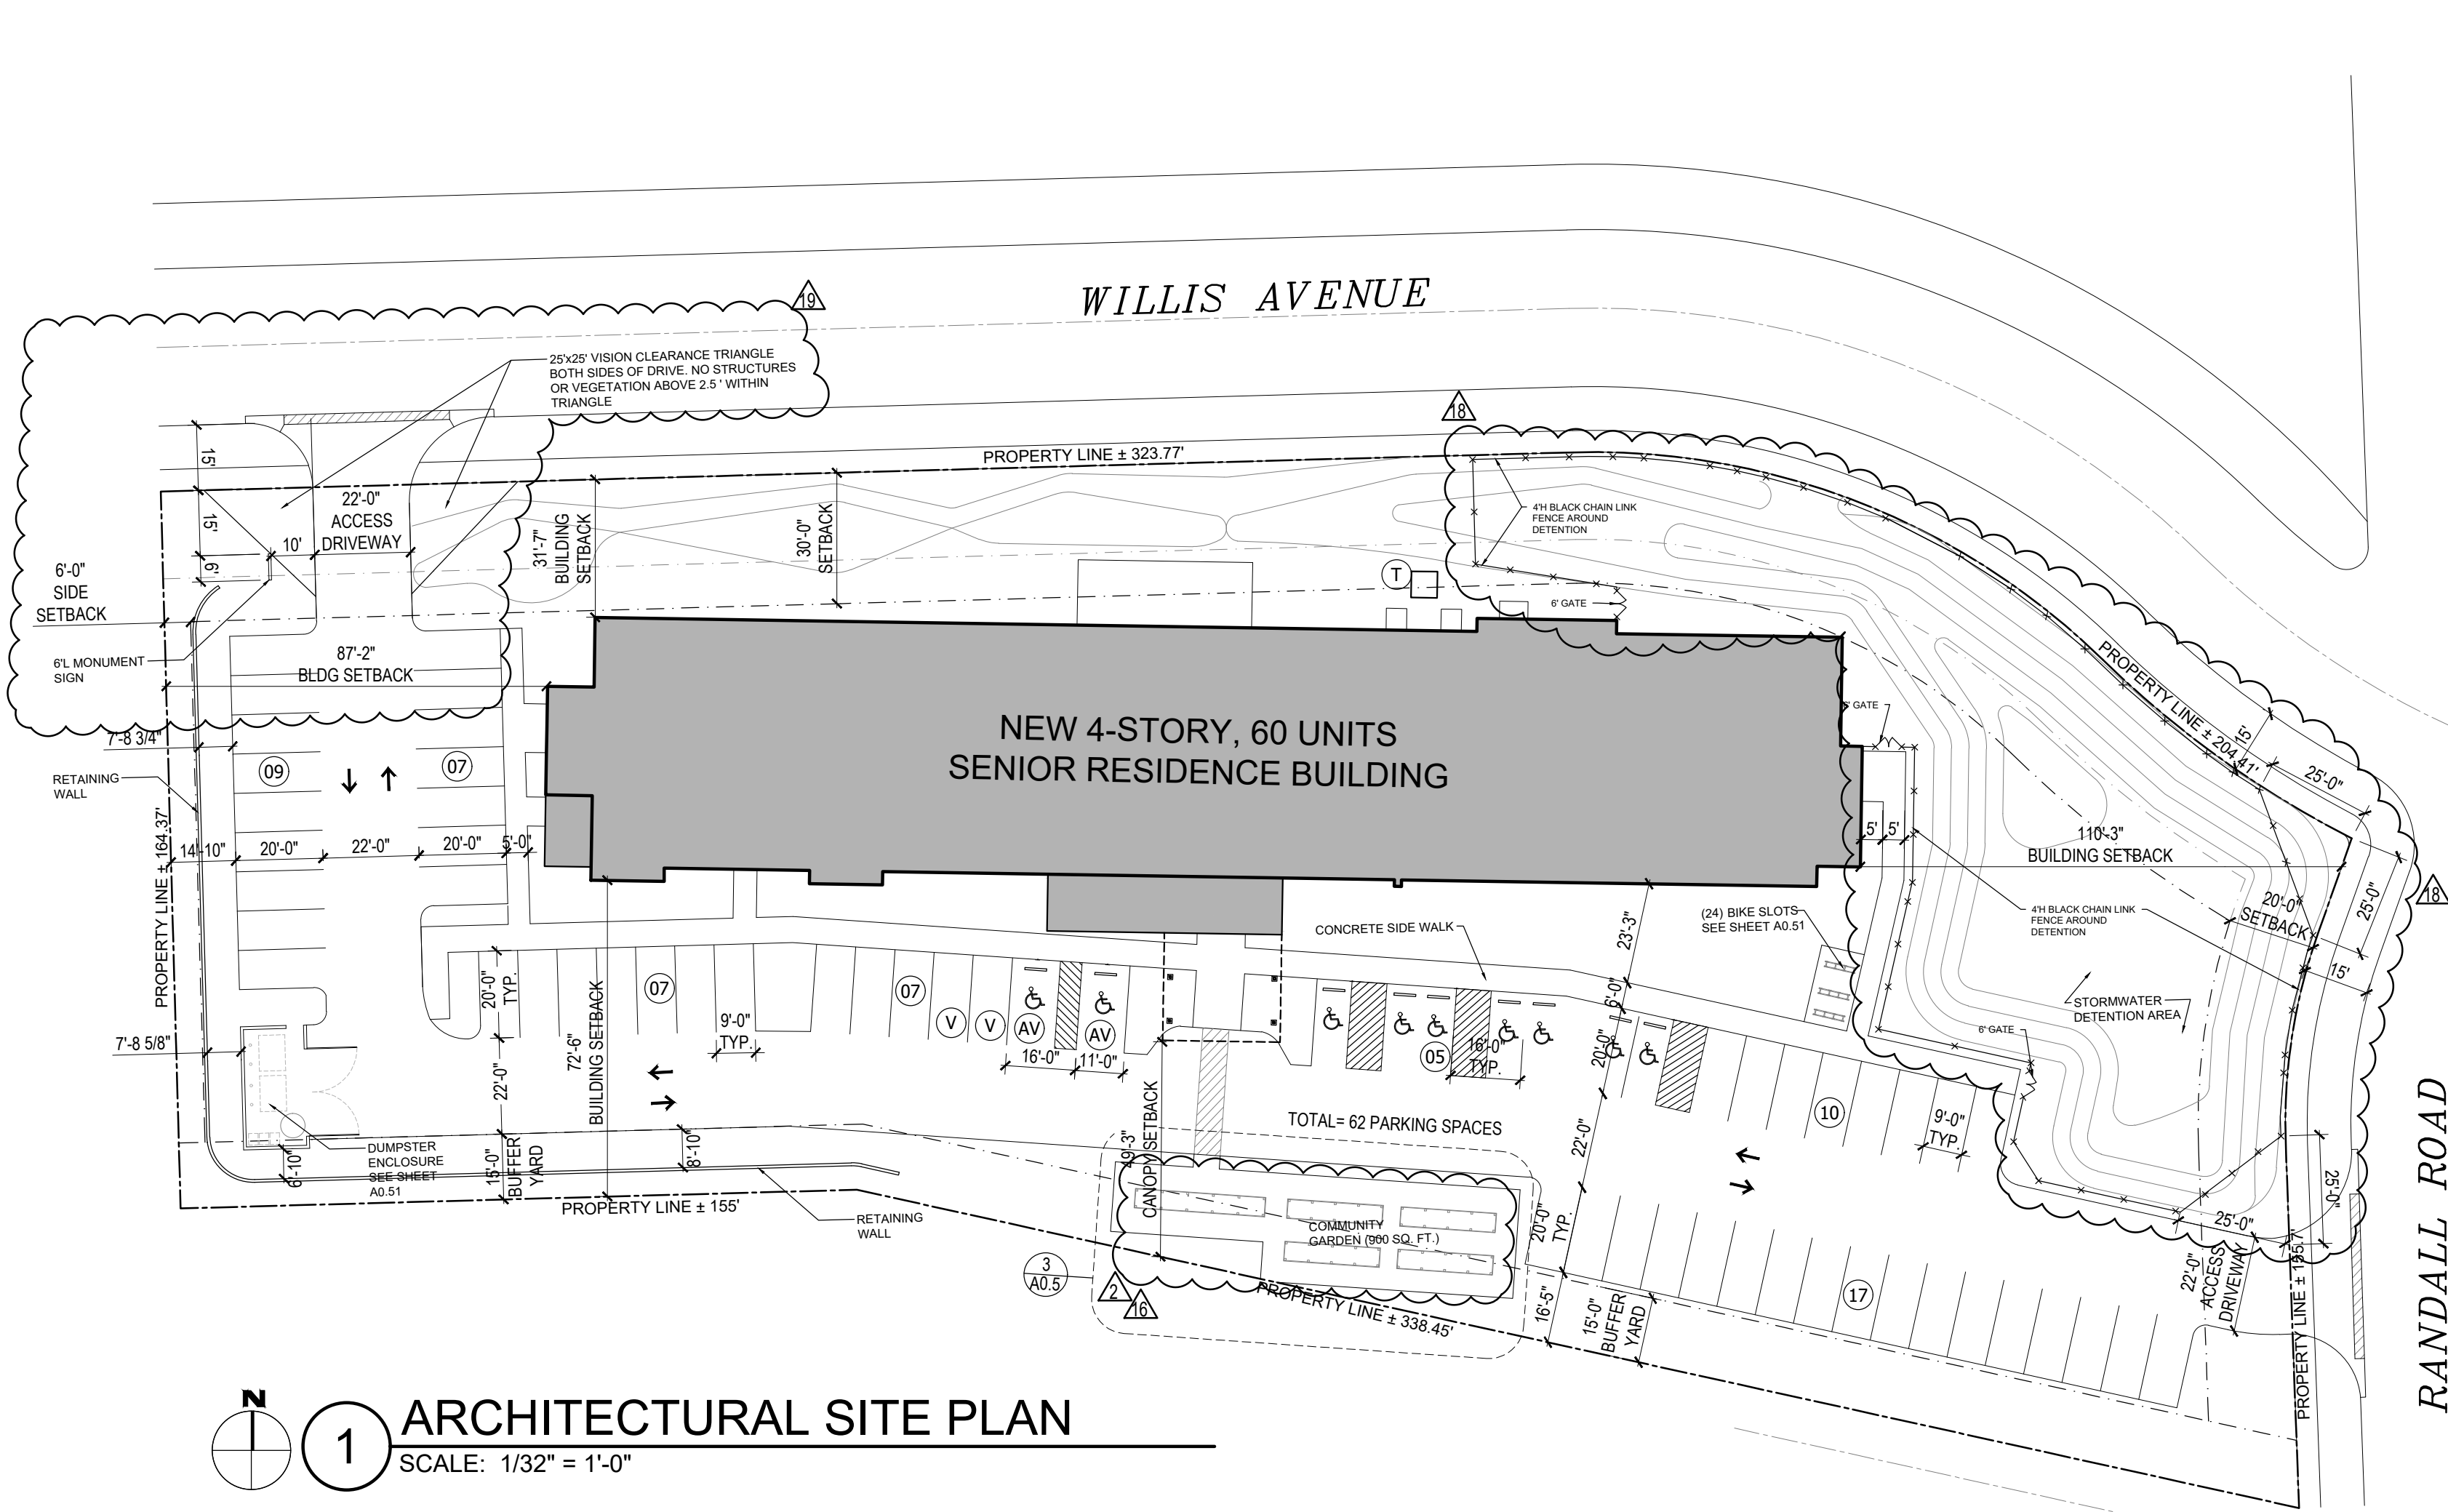 19
WILLIS AVENUE
25'x25' VISION CLEARANCE TRIANGLE
BOTH SIDES OF DRIVE. NO STRUCTURES
OR VEGETATION ABOVE 2.5 ' WITHIN
TRIANGLE
18
15'
PROPERTY LINE ± 323.77'
22'-0"
ACCESS
DRIVEWAY
15'
10'
6'
31'-7"
BUILDING
SETBACK
30'-0"
SETBACK
4'H BLACK CHAIN LINK
FENCE AROUND
DETENTION
T
6' GATE
6'-0"
SIDE
SETBACK
6'L MONUMENT
SIGN
87'-2"
BLDG SETBACK
PROPERTY LINE ± 204.41'
15'
25'-0"
NEW 4-STORY, 60 UNITS
SENIOR RESIDENCE BUILDING
GATE
7'-8 3/4"
RETAINING
WALL
09
07
PROPERTY LINE ± 164.37'
14'-10"
20'-0"
22'-0"
20'-0"
5'-0"
5'
5'
110'-3"
BUILDING SETBACK
25'-0"
18
20'-0"
SETBACK
15'
4'H BLACK CHAIN LINK
FENCE AROUND
DETENTION
(24) BIKE SLOTS
SEE SHEET A0.51
CONCRETE SIDE WALK
23'-3"
6'-0"
20'-0"
22'-0"
20'-0"
TYP.
16'-5"
STORMWATER
DETENTION AREA
6' GATE
20'-0"
TYP.
07
07
V
V
AV
AV
9'-0"
TYP.
16'-0"
11'-0"
05
16'-0"
TYP.
7'-8 5/8"
22'-0"
72'-6"
BUILDING SETBACK
49'-3"
CANOPY SETBACK
TOTAL= 62 PARKING SPACES
10
9'-0"
TYP.
DUMPSTER
ENCLOSURE
SEE SHEET
A0.51
6'-10"
15'-0"
BUFFER
YARD
8'-10"
PROPERTY LINE ± 155'
RETAINING
WALL
COMMUNITY
GARDEN (900 SQ. FT.)
3
A0.5
2
16
PROPERTY LINE ± 338.45'
15'-0"
BUFFER
YARD
17
25'-0"
25'-0"
22'-0"
ACCESS
DRIVEWAY
PROPERTY LINE ± 155.7'
RANDALL ROAD
N
1
ARCHITECTURAL SITE PLAN
SCALE: 1/32" = 1'-0"